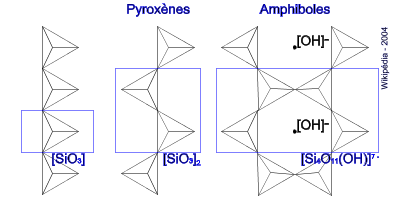 Pyroxènes
Amphiboles
[OH]⁻
[OH]⁻
[SiO₃]
[SiO₃]₂
[Si₄O₁₁(OH)]⁷⁻
Wikipédia - 2004